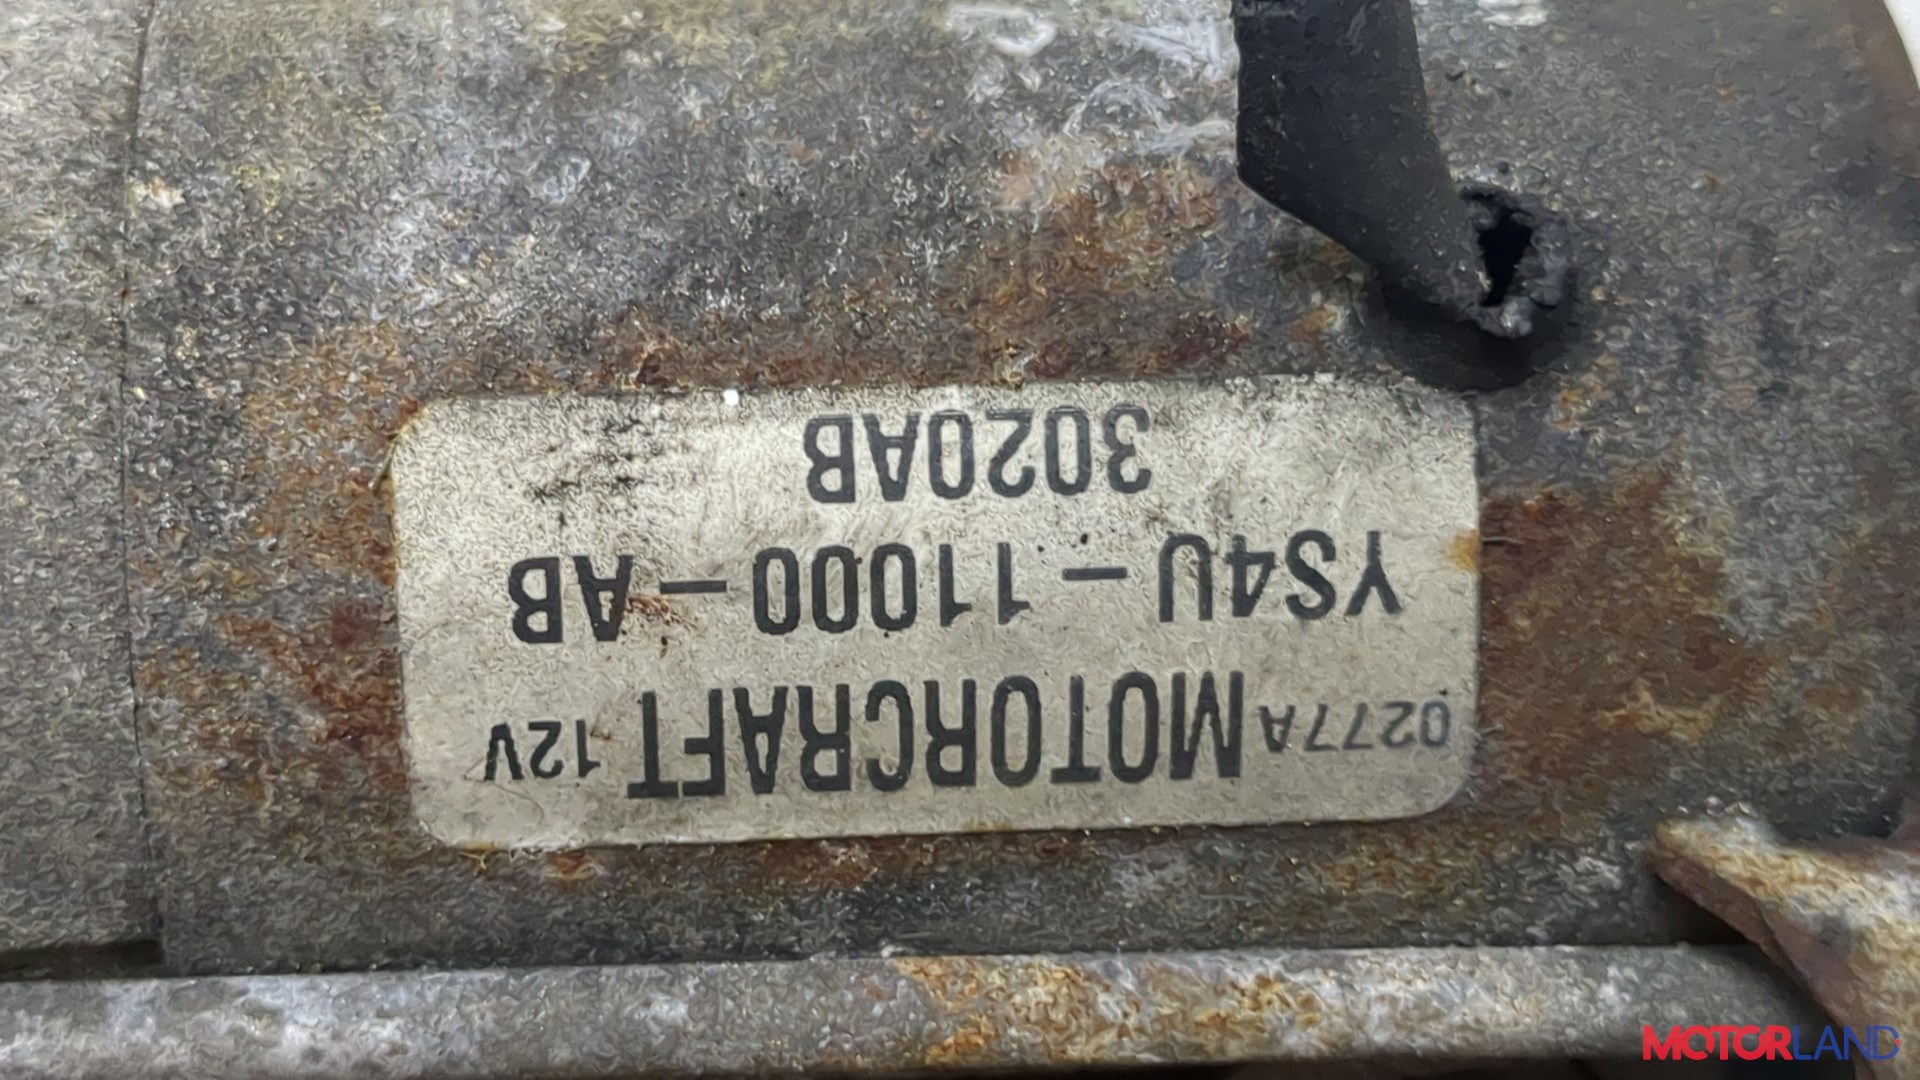 0277A MOTORCRAFT 12V
YS4U-11000-AB
3020AB
MOTORLAND